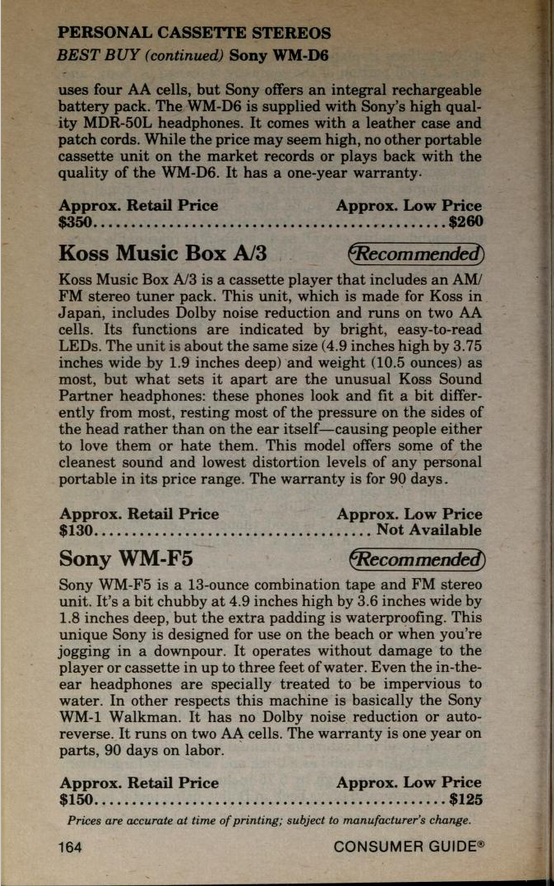 PERSONAL CASSETTE STEREOS
BEST BUY (continued) Sony WM-D6
uses four AA cells, but Sony offers an integral rechargeable
battery pack. The WM-D6 is supplied with Sony's high qual-
ity MDR-50L headphones. It comes with a leather case and
patch cords. While the price may seem high, no other portable
cassette unit on the market records or plays back with the
quality of the WM-D6. It has a one-year warranty.
Approx. Retail Price Approx. Low Price
$350............................................$260
Koss Music Box A/3 Recommended
Koss Music Box A/3 is a cassette player that includes an AM/
FM stereo tuner pack. This unit, which is made for Koss in
Japan, includes Dolby noise reduction and runs on two AA
cells. Its functions are indicated by bright, easy-to-read
LEDs. The unit is about the same size (4.9 inches high by 3.75
inches wide by 1.9 inches deep) and weight (10.5 ounces) as
most, but what sets it apart are the unusual Koss Sound
Partner headphones: these phones look and fit a bit differ-
ently from most, resting most of the pressure on the sides of
the head rather than on the ear itself—causing people either
to love them or hate them. This model offers some of the
cleanest sound and lowest distortion levels of any personal
portable in its price range. The warranty is for 90 days.
Approx. Retail Price Approx. Low Price
$130................................... Not Available
Sony WM-F5 Recommended
Sony WM-F5 is a 13-ounce combination tape and FM stereo
unit. It's a bit chubby at 4.9 inches high by 3.6 inches wide by
1.8 inches deep, but the extra padding is waterproofing. This
unique Sony is designed for use on the beach or when you're
jogging in a downpour. It operates without damage to the
player or cassette in up to three feet of water. Even the in-the-
ear headphones are specially treated to be impervious to
water. In other respects this machine is basically the Sony
WM-1 Walkman. It has no Dolby noise reduction or auto-
reverse. It runs on two AA cells. The warranty is one year on
parts, 90 days on labor.
Approx. Retail Price Approx. Low Price
$150............................................$125
Prices are accurate at time of printing; subject to manufacturer's change.
164 CONSUMER GUIDE®